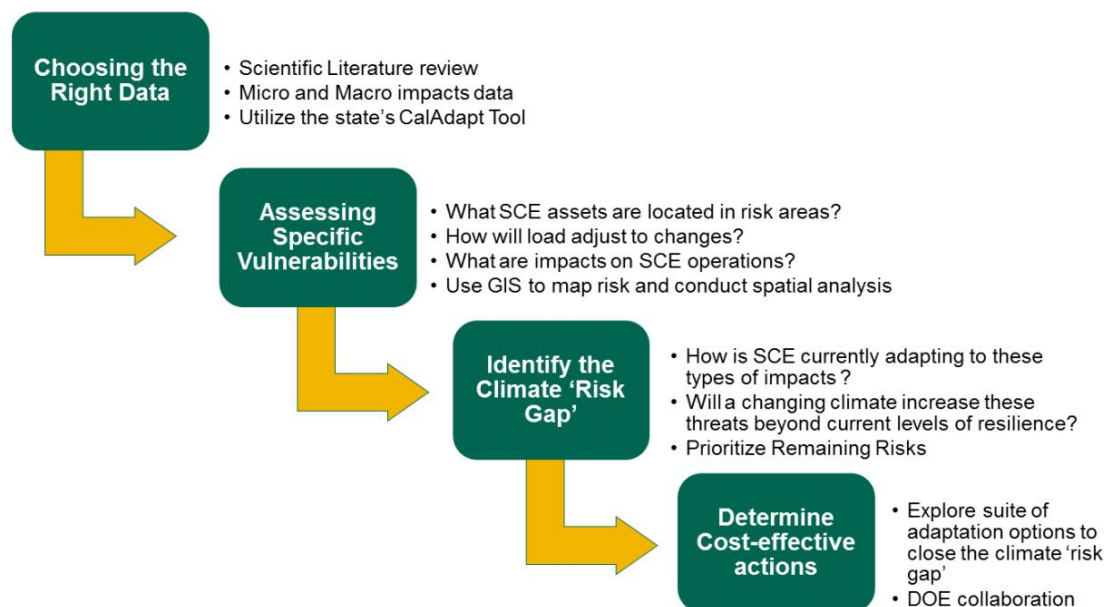 Choosing the
Right Data
• Scientific Literature review
• Micro and Macro impacts data
• Utilize the state's CalAdapt Tool
Assessing
Specific
Vulnerabilities
• What SCE assets are located in risk areas?
• How will load adjust to changes?
• What are impacts on SCE operations?
• Use GIS to map risk and conduct spatial analysis
Identify the
Climate ‘Risk
Gap’
• How is SCE currently adapting to these
types of impacts ?
• Will a changing climate increase these
threats beyond current levels of resilience?
• Prioritize Remaining Risks
Determine
Cost-effective
actions
• Explore suite of
adaptation options to
close the climate ‘risk
gap’
• DOE collaboration